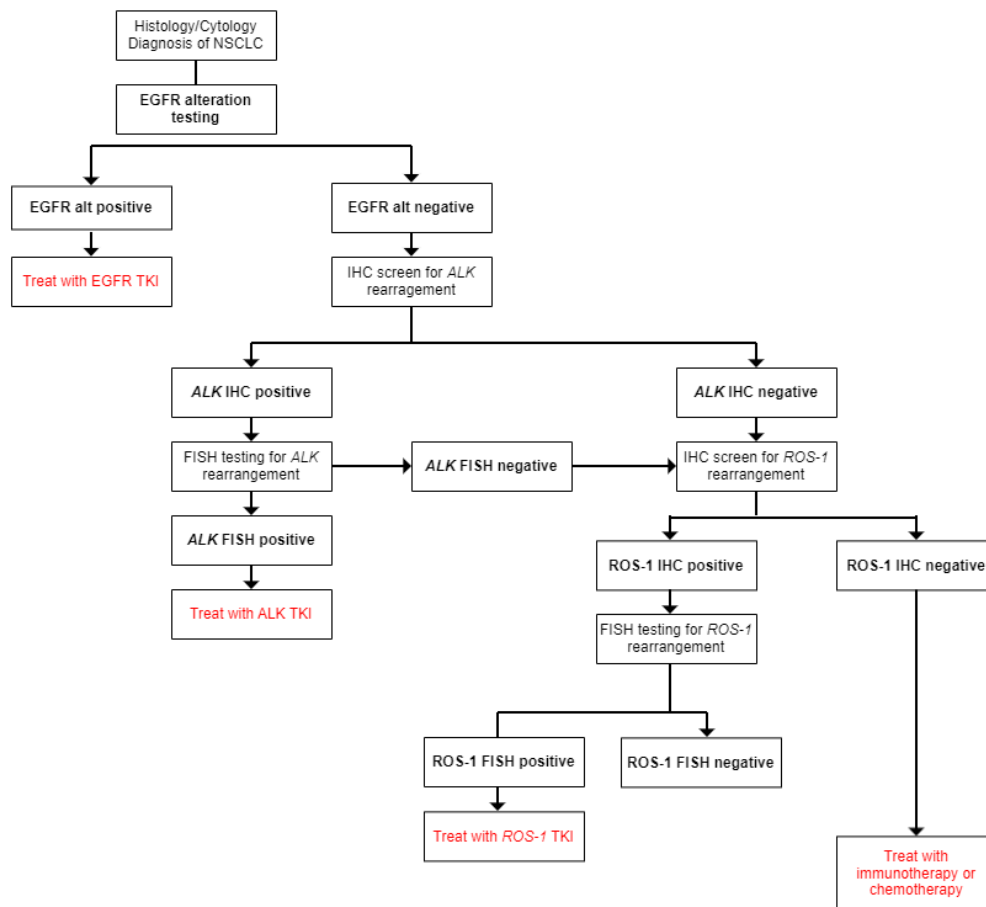 Histology/Cytology
Diagnosis of NSCLC
EGFR alteration
testing
EGFR alt positive
EGFR alt negative
Treat with EGFR TKI
IHC screen for ALK
rearragement
ALK IHC positive
ALK IHC negative
FISH testing for ALK
rearrangement
ALK FISH negative
IHC screen for ROS-1
rearrangement
ALK FISH positive
ROS-1 IHC positive
ROS-1 IHC negative
Treat with ALK TKI
FISH testing for ROS-1
rearrangement
ROS-1 FISH positive
ROS-1 FISH negative
Treat with ROS-1 TKI
Treat with
immunotherapy or
chemotherapy